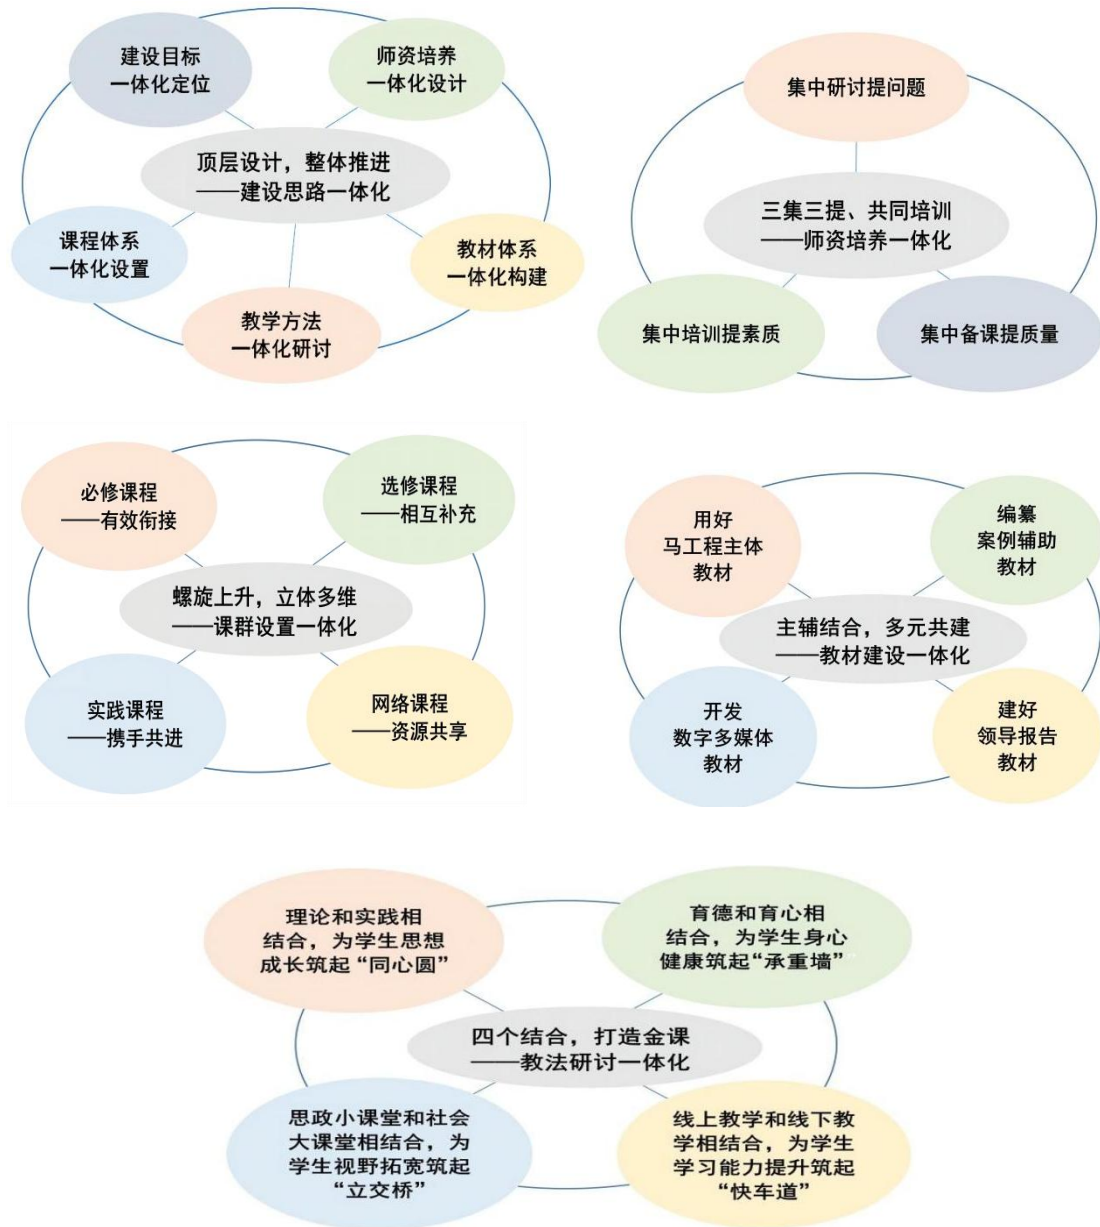 建设目标
一体化定位
师资培养
一体化设计
顶层设计，整体推进
——建设思路一体化
课程体系
一体化设置
教材体系
一体化构建
教学方法
一体化研讨
集中研讨提问题
三集三提、共同培训
——师资培养一体化
集中培训提素质
集中备课提质量
必修课程
——有效衔接
选修课程
——相互补充
螺旋上升，立体多维
——课群设置一体化
实践课程
——携手共进
网络课程
——资源共享
用好
马工程主体
教材
编纂
案例辅助
教材
主辅结合，多元共建
——教材建设一体化
开发
数字多媒体
教材
建好
领导报告
教材
理论和实践相
结合，为学生思想
成长筑起“同心圆”
育德和育心相
结合，为学生身心
健康筑起“承重墙”
四个结合，打造金课
——教法研讨一体化
思政小课堂和社会
大课堂相结合，为
学生视野拓宽筑起
“立交桥”
线上教学和线下教
学相结合，为学生
学习能力提升筑起
“快车道”